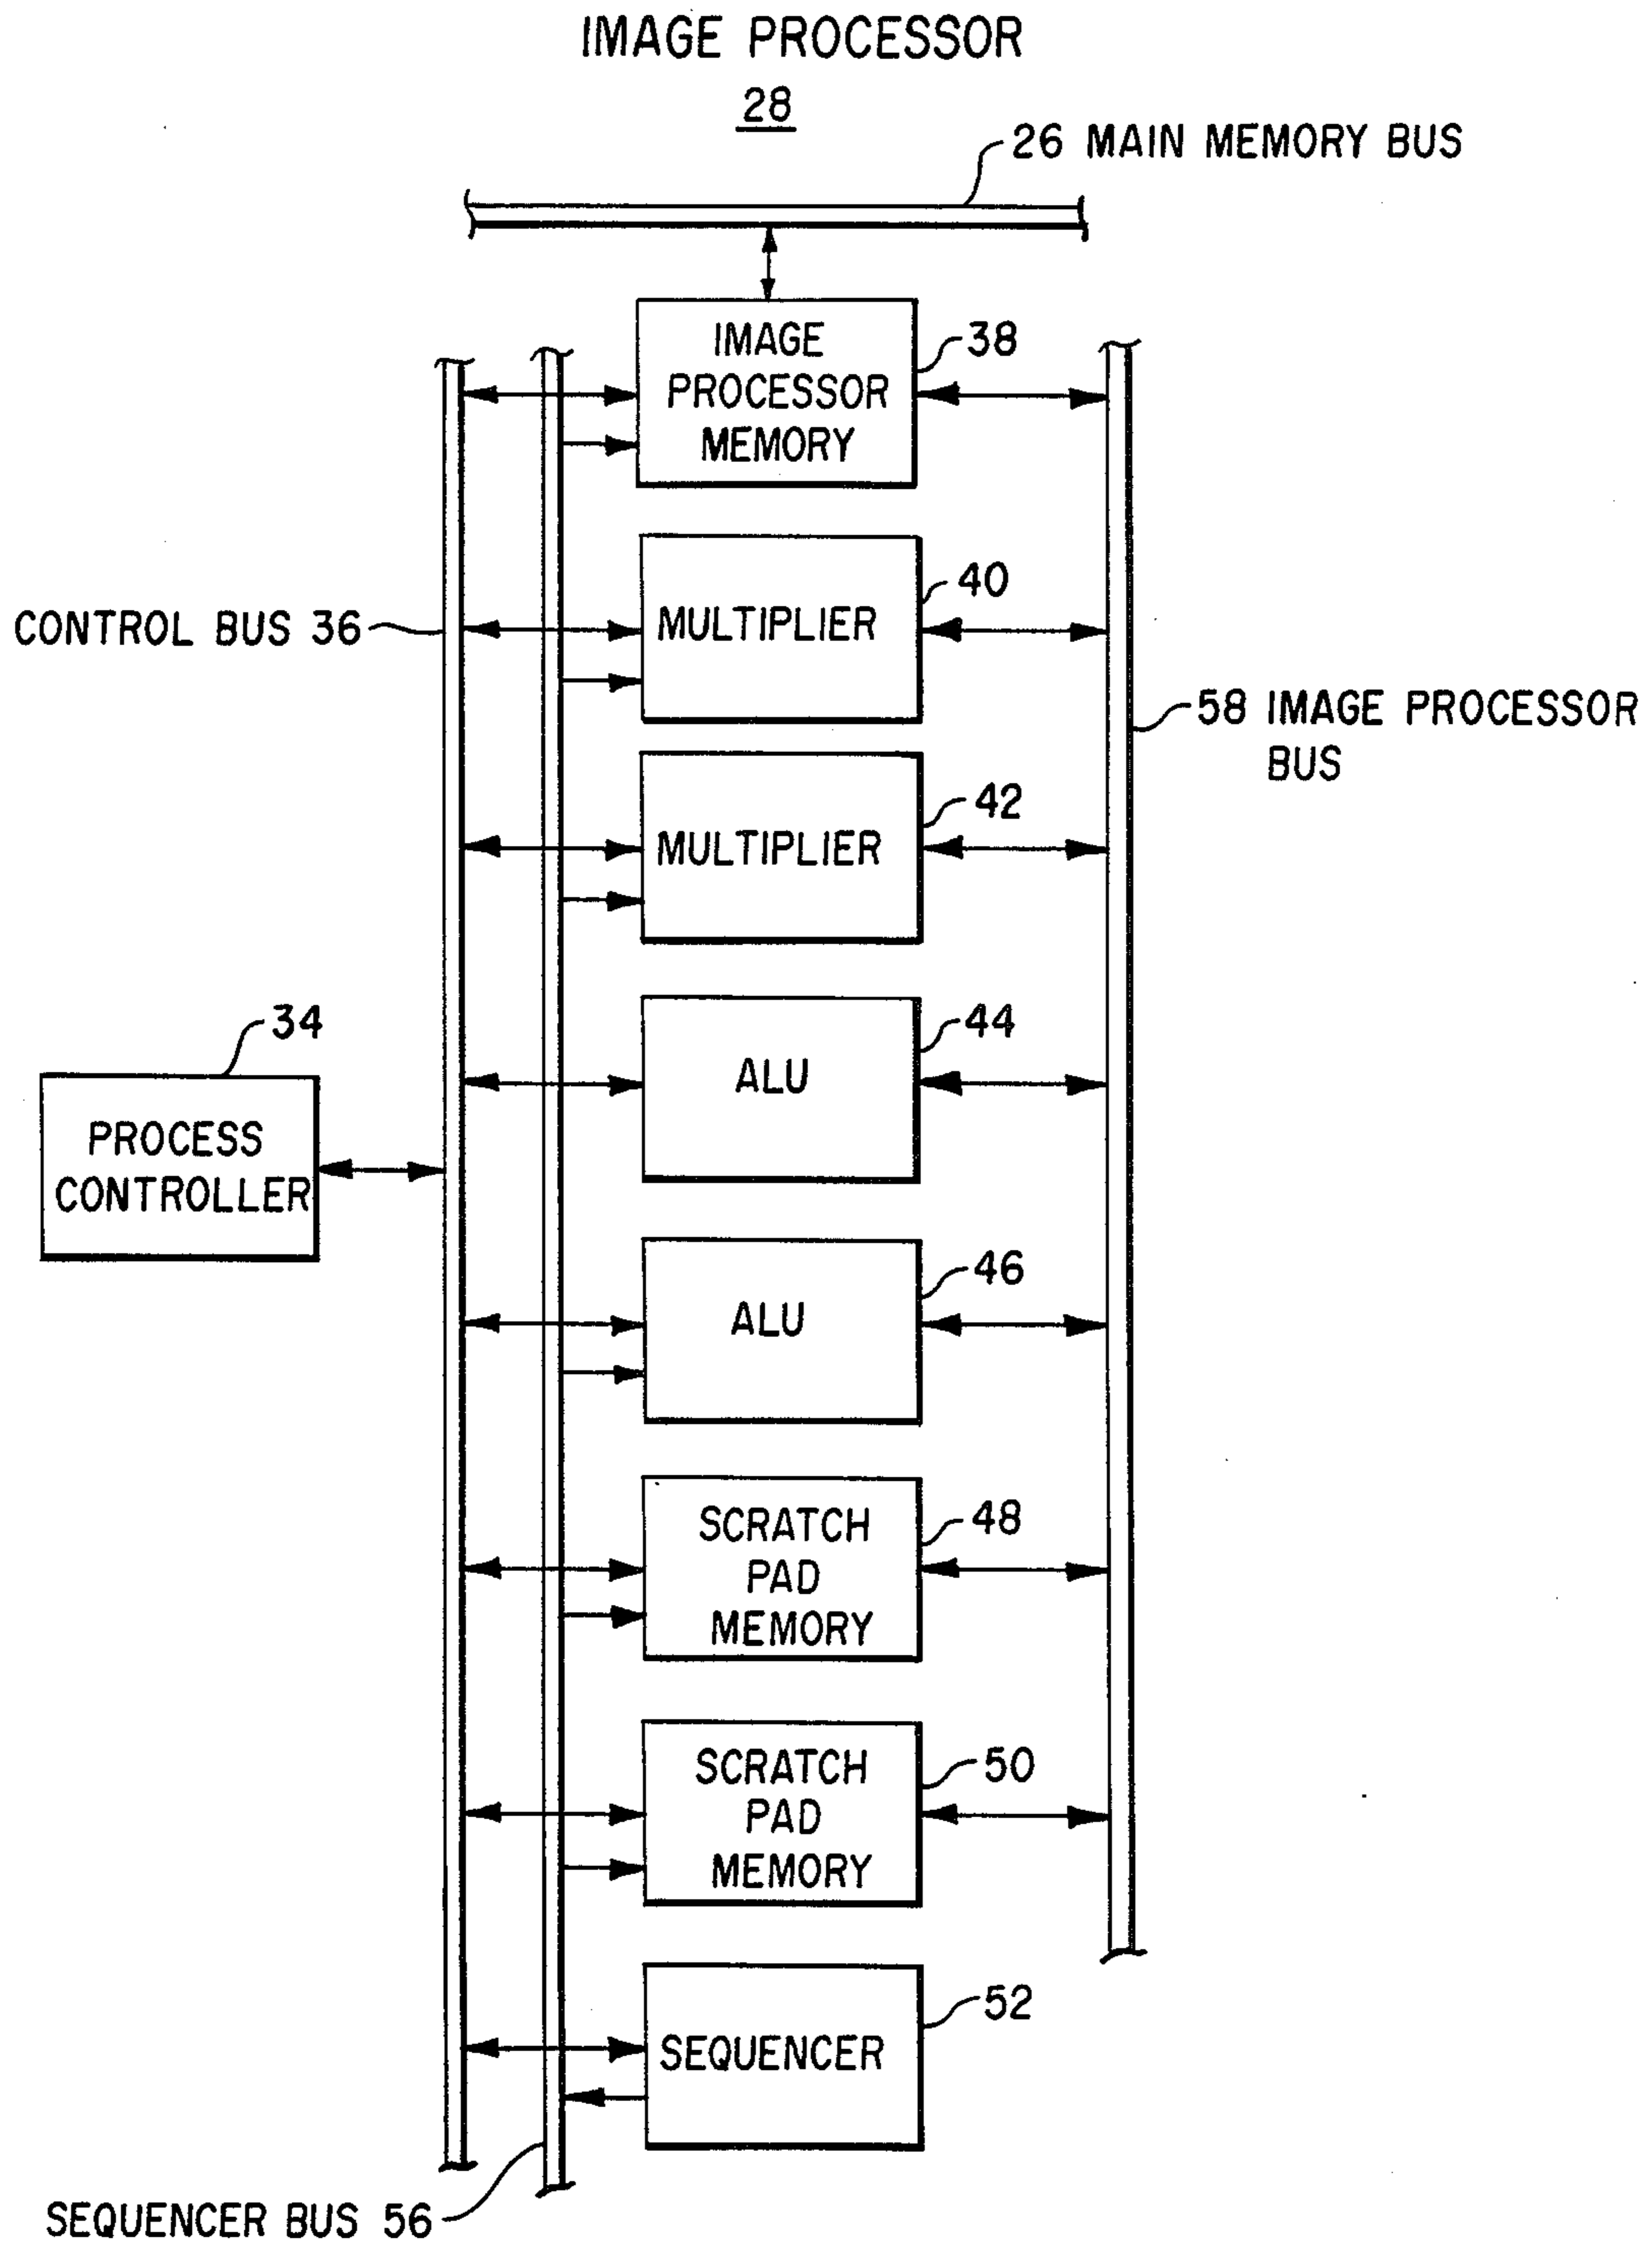 IMAGE PROCESSOR
28
26 MAIN MEMORY BUS
IMAGE
PROCESSOR
MEMORY
38
CONTROL BUS 36
MULTIPLIER
40
58 IMAGE PROCESSOR
BUS
MULTIPLIER
42
34
PROCESS
CONTROLLER
ALU
44
ALU
46
SCRATCH
PAD
MEMORY
48
SCRATCH
PAD
MEMORY
50
SEQUENCER
52
SEQUENCER BUS 56